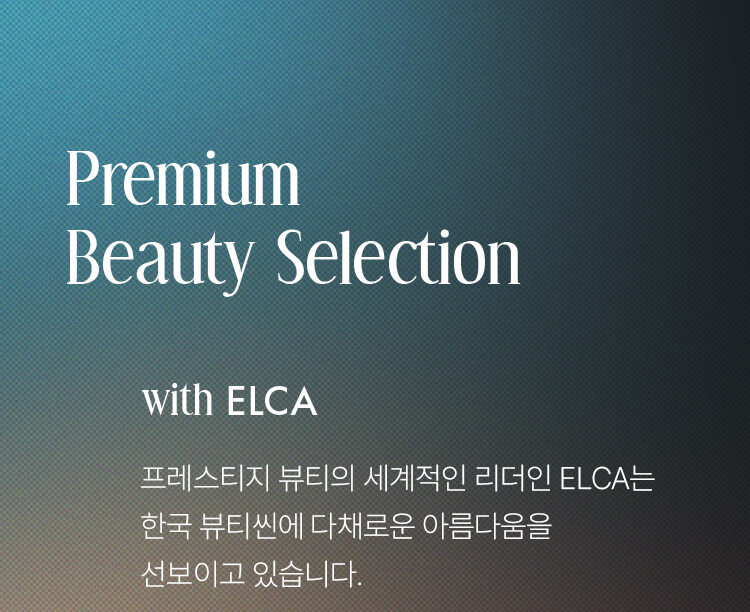 Premium
Beauty Selection
with ELCA
프레스티지 뷰티의 세계적인 리더인 ELCA는
한국 뷰티씬에 다채로운 아름다움을
선보이고 있습니다.